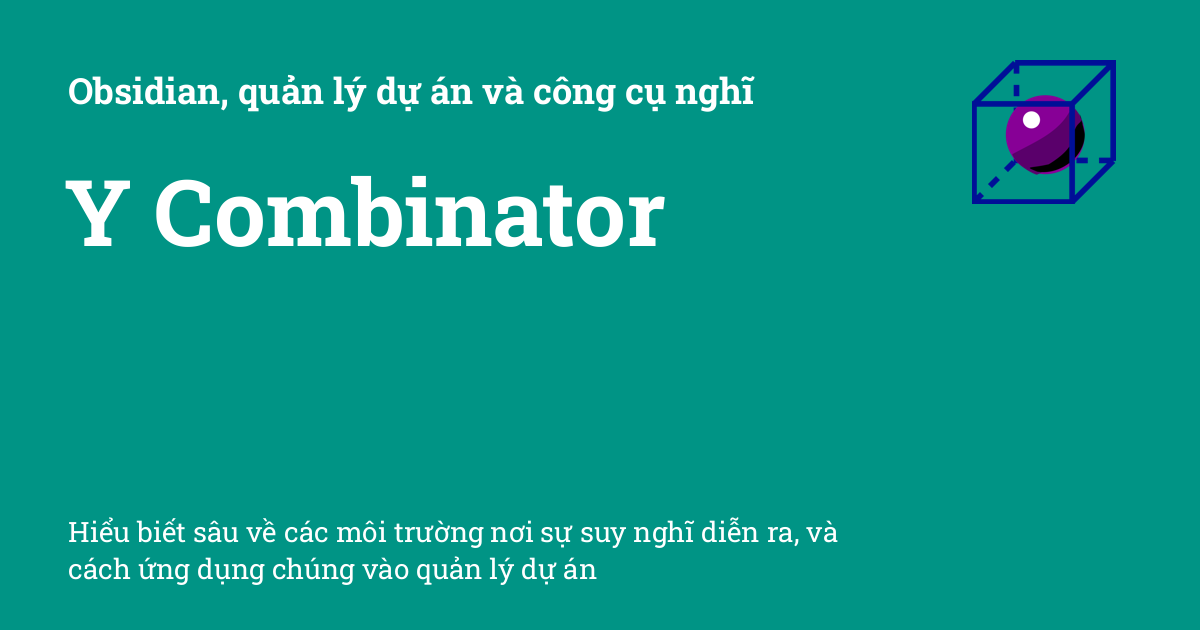 Obsidian, quản lý dự án và công cụ nghĩ
Y Combinator
Hiểu biết sâu về các môi trường nơi sự suy nghĩ diễn ra, và
cách ứng dụng chúng vào quản lý dự án